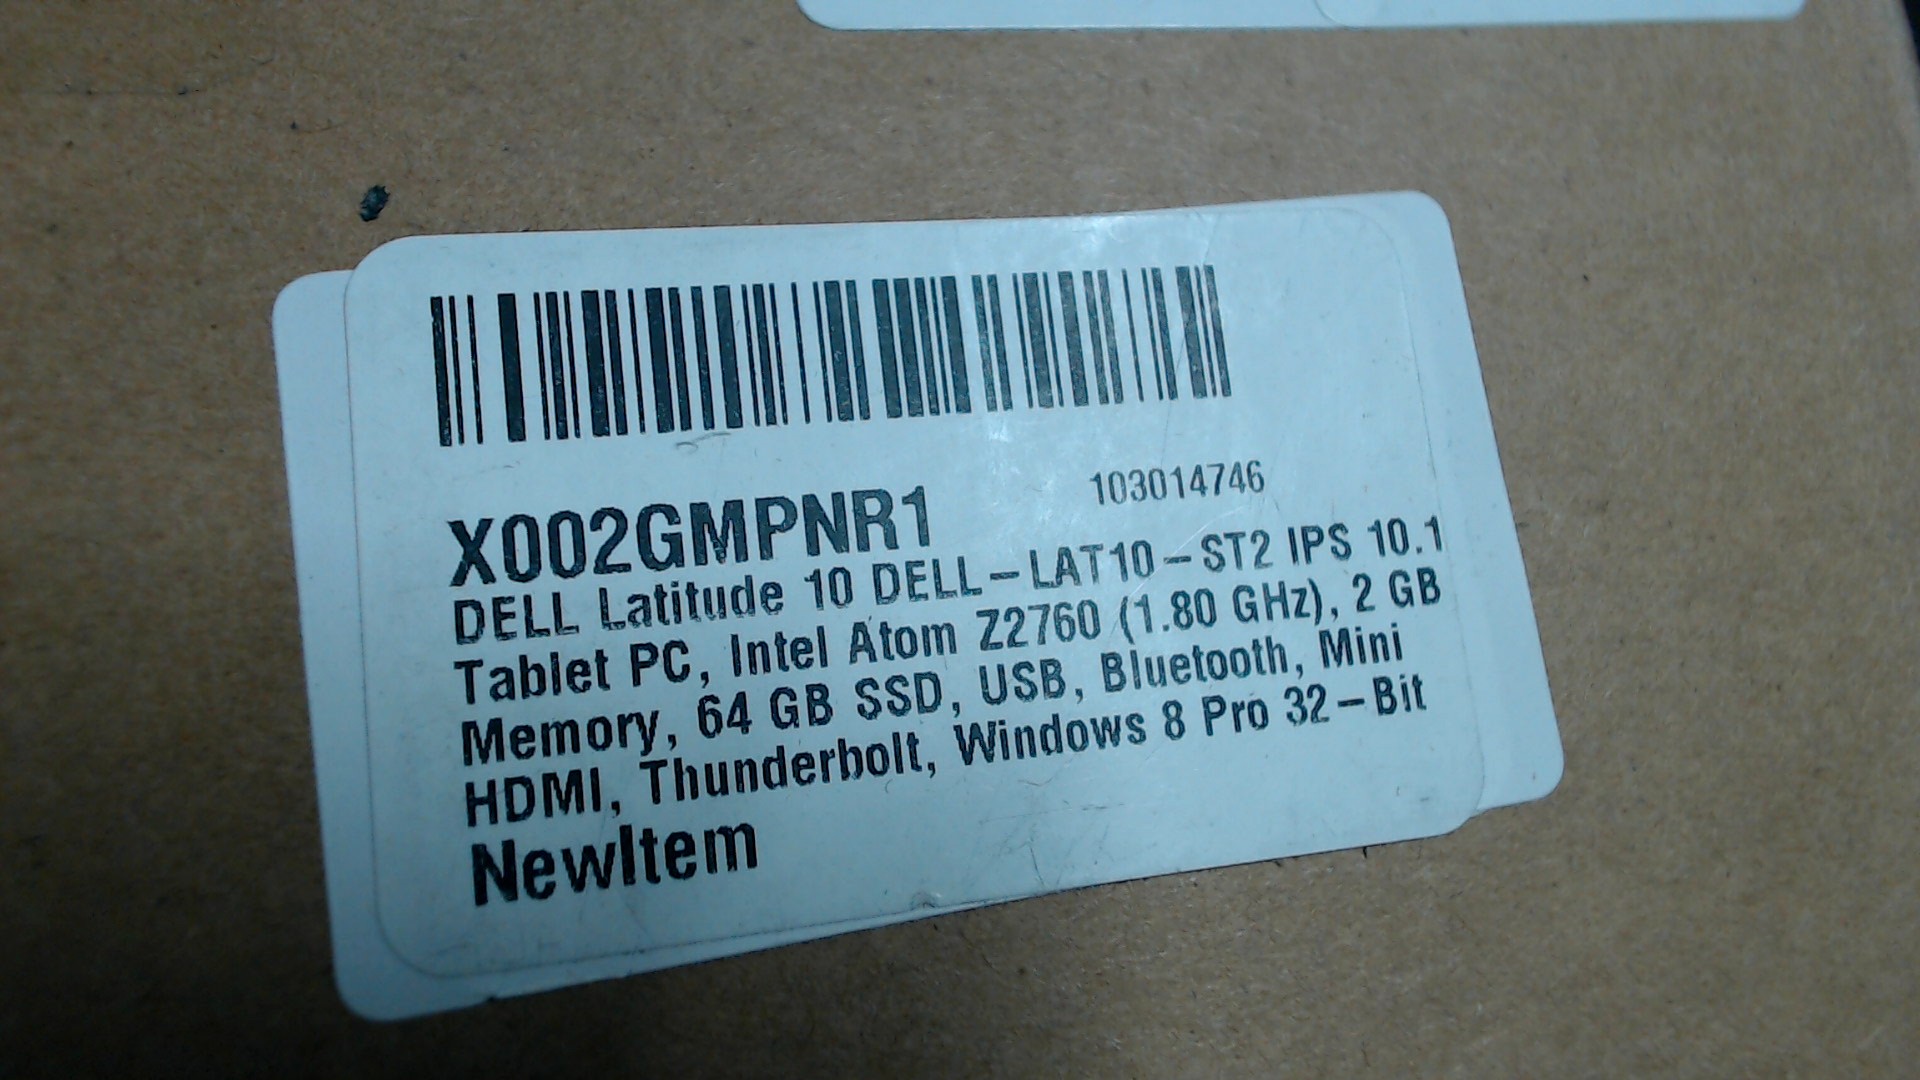 103014746
X002GMPNR1
DELL Latitude 10 DELL-LAT10-ST2 IPS 10.1
Tablet PC, Intel Atom Z2760 (1.80 GHz), 2 GB
Memory, 64 GB SSD, USB, Bluetooth, Mini
HDMI, Thunderbolt, Windows 8 Pro 32-Bit
NewItem